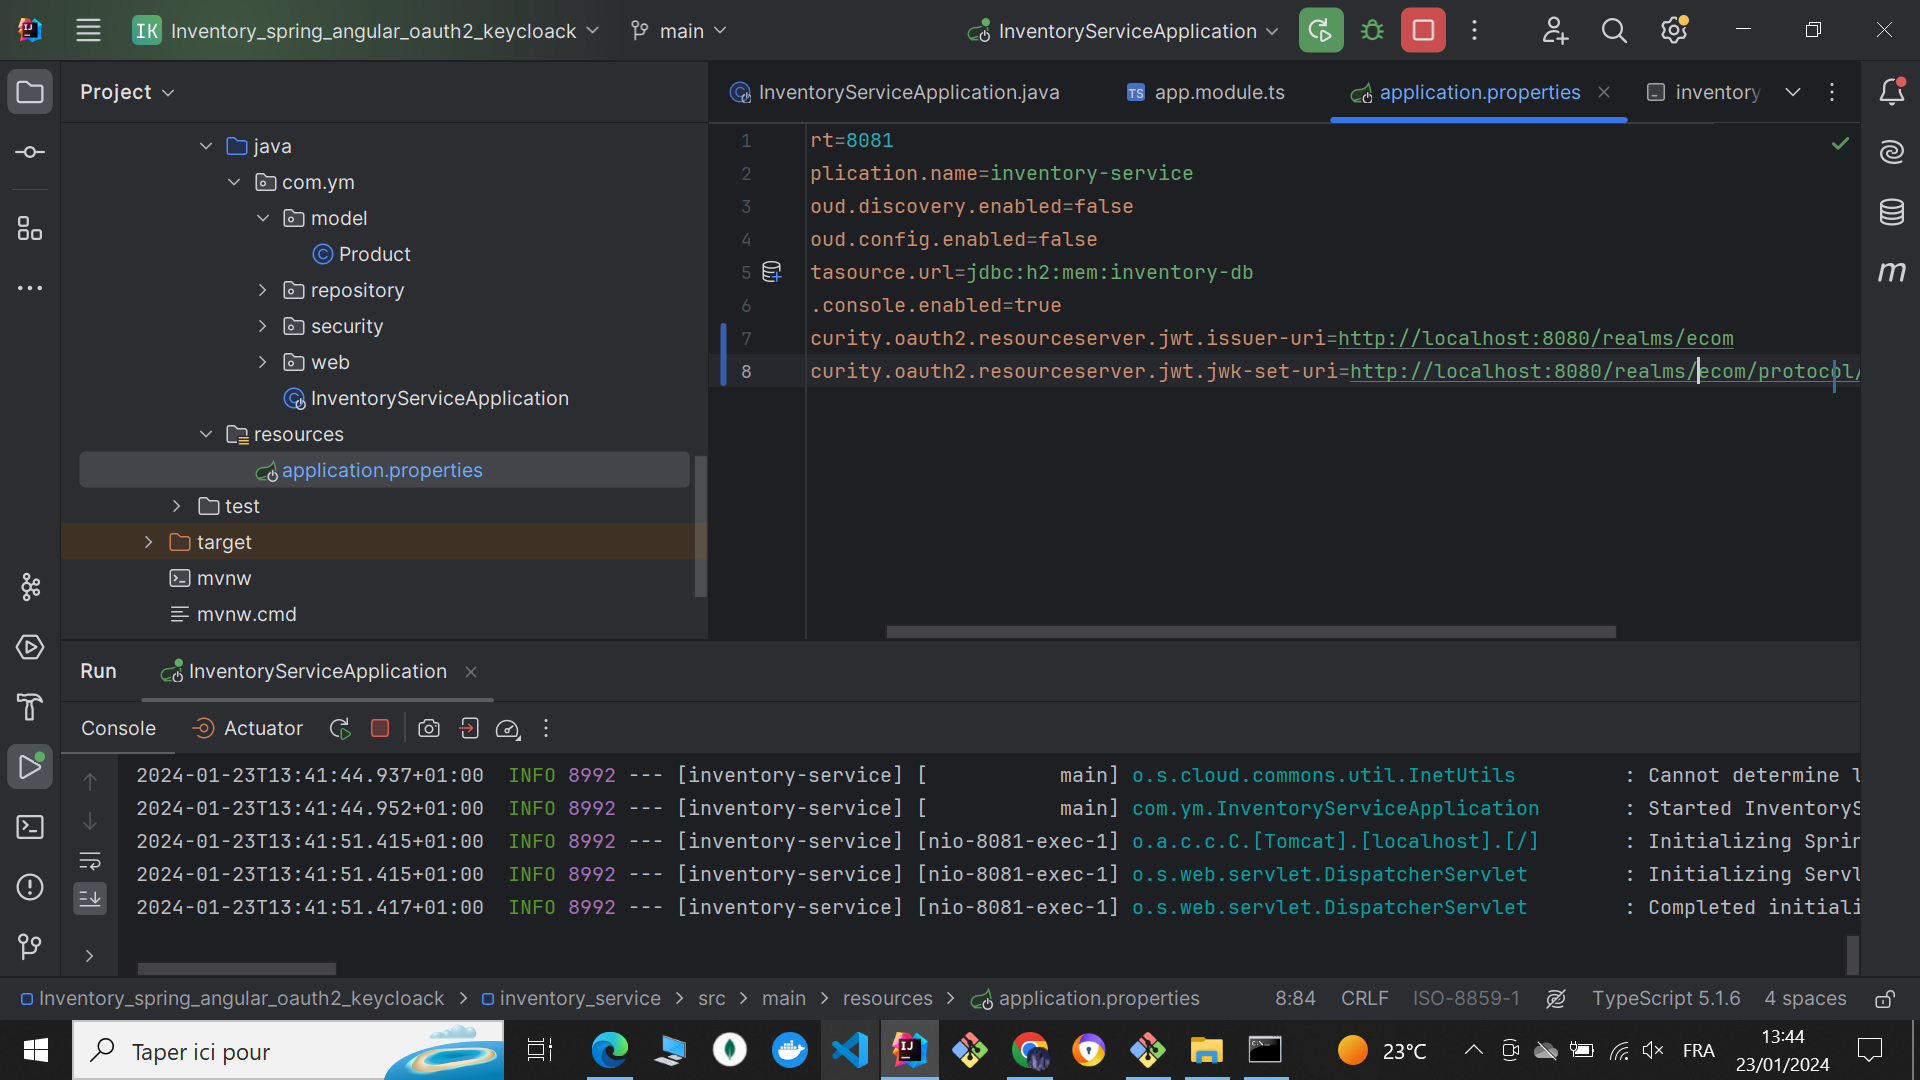 IK Inventory_spring_angular_oauth2_keycloack main InventoryServiceApplication
Project
InventoryServiceApplication.java TS app.module.ts application.properties inventory
java
com.ym
model
Product
repository
security
web
InventoryServiceApplication
resources
application.properties
test
target
mvnw
mvnw.cmd
1 rt=8081
2 plication.name=inventory-service
3 oud.discovery.enabled=false
4 oud.config.enabled=false
5 tasource.url=jdbc:h2:mem:inventory-db
6 .console.enabled=true
7 curity.oauth2.resourceserver.jwt.issuer-uri=http://localhost:8080/realms/ecom
8 curity.oauth2.resourceserver.jwt.jwk-set-uri=http://localhost:8080/realms/ecom/protocol/
Run InventoryServiceApplication
Console Actuator
2024-01-23T13:41:44.937+01:00 INFO 8992 --- [inventory-service] [ main] o.s.cloud.commons.util.InetUtils : Cannot determine l
2024-01-23T13:41:44.952+01:00 INFO 8992 --- [inventory-service] [ main] com.ym.InventoryServiceApplication : Started InventoryS
2024-01-23T13:41:51.415+01:00 INFO 8992 --- [inventory-service] [nio-8081-exec-1] o.a.c.c.C.[Tomcat].[localhost].[/] : Initializing Sprin
2024-01-23T13:41:51.415+01:00 INFO 8992 --- [inventory-service] [nio-8081-exec-1] o.s.web.servlet.DispatcherServlet : Initializing Servl
2024-01-23T13:41:51.417+01:00 INFO 8992 --- [inventory-service] [nio-8081-exec-1] o.s.web.servlet.DispatcherServlet : Completed initiali
Inventory_spring_angular_oauth2_keycloack inventory_service src main resources application.properties 8:84 CRLF ISO-8859-1 TypeScript 5.1.6 4 spaces
Taper ici pour 23°C FRA 13:44
23/01/2024